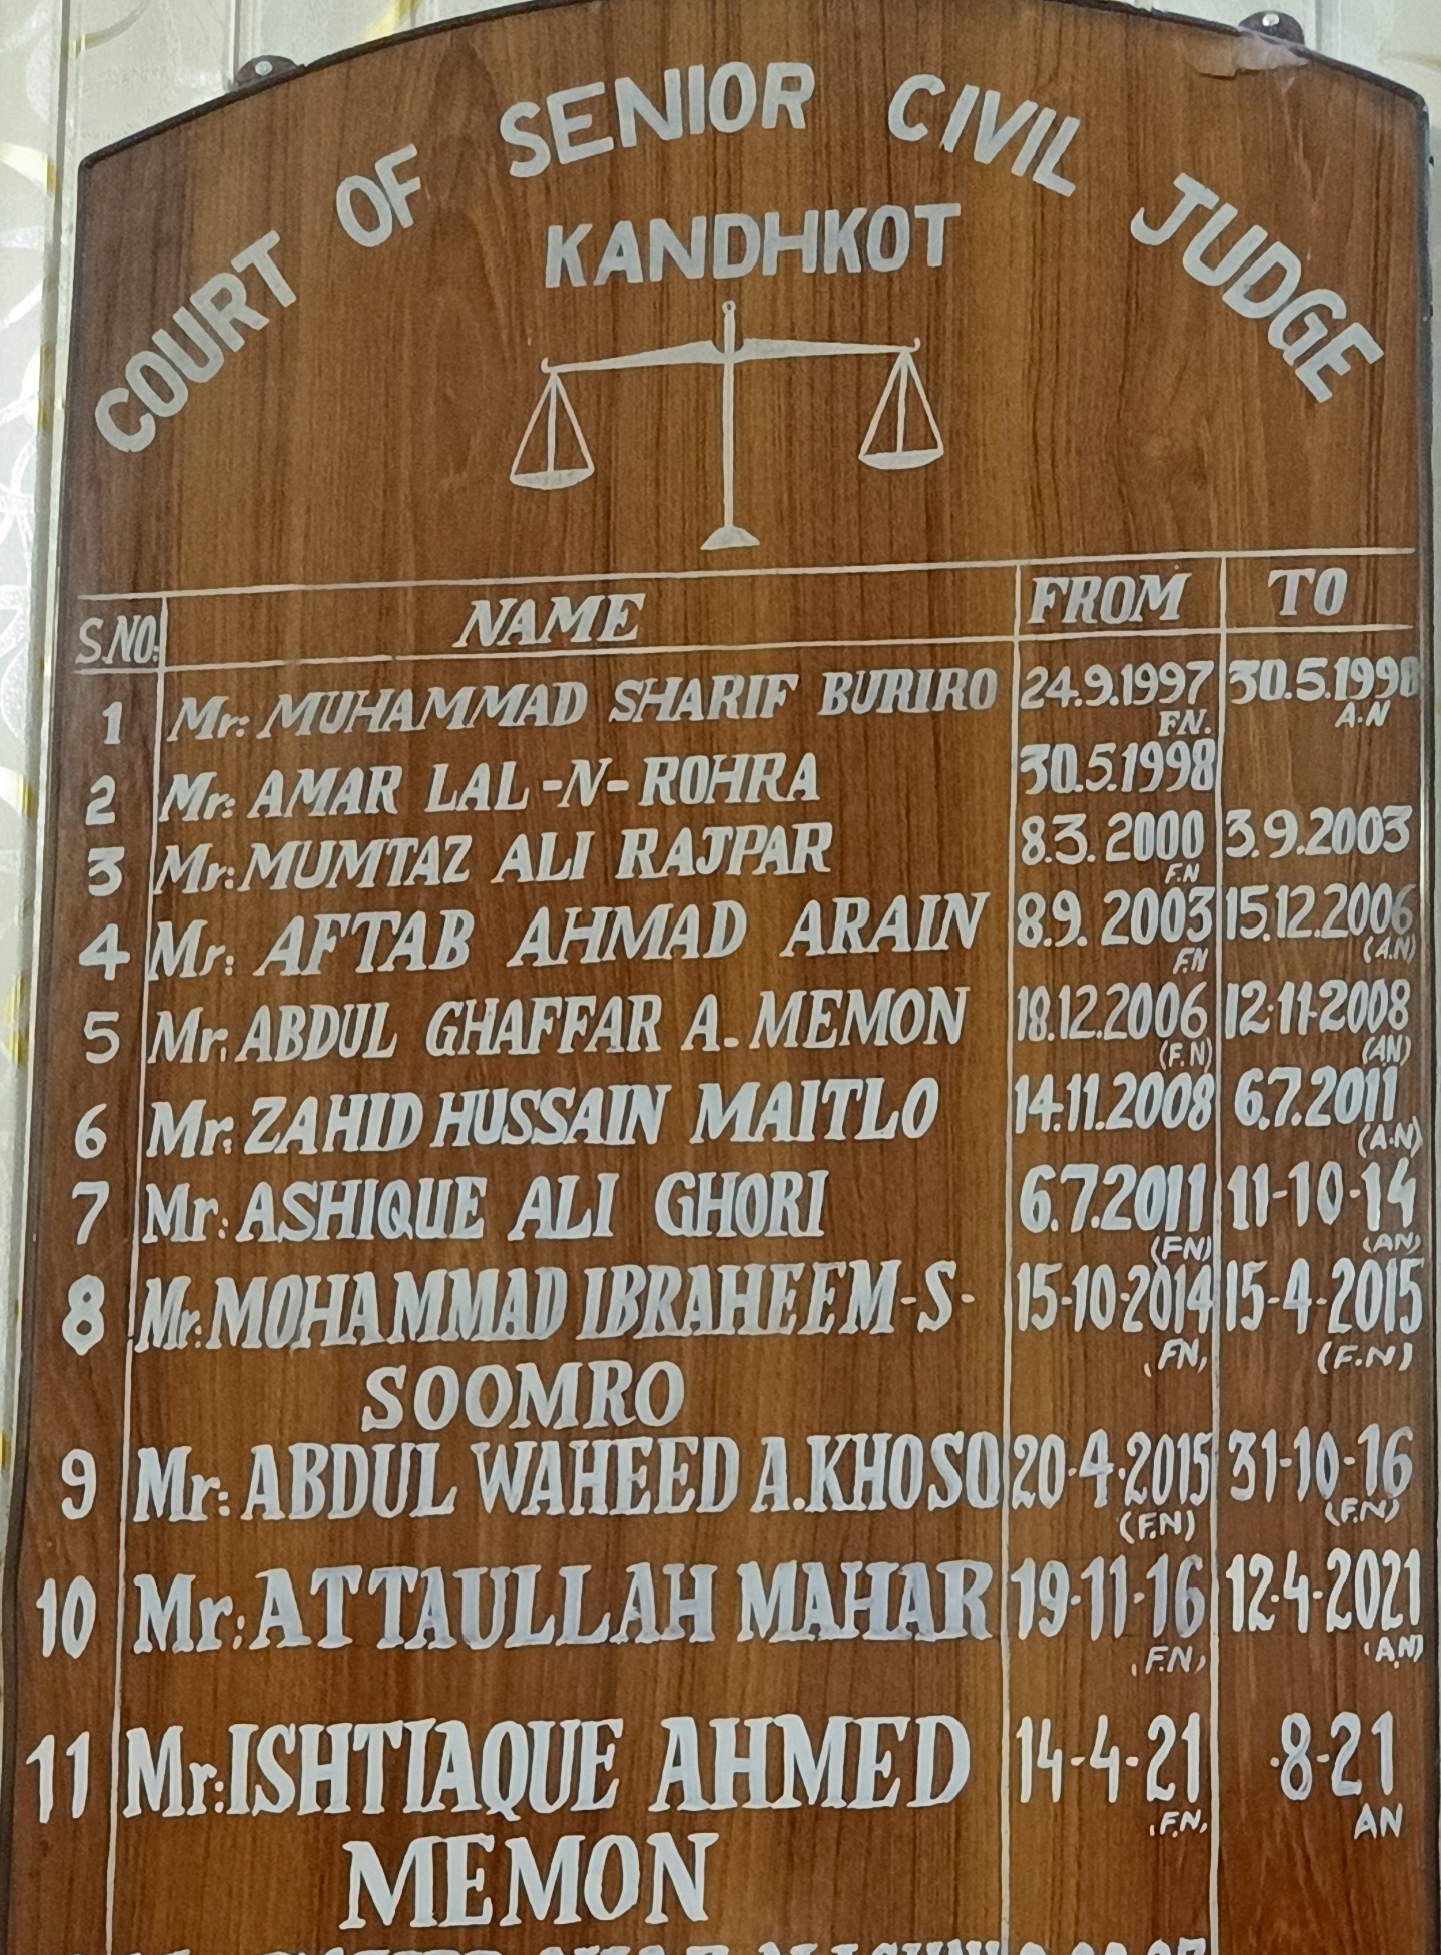 COURT OF SENIOR CIVIL JUDGE
KANDHKOT
S.NO: NAME FROM TO
1 Mr: MUHAMMAD SHARIF BURIRO 24.9.1997 30.5.1998
FN. A.N
2 Mr: AMAR LAL -N- ROHRA 30.5.1998
3 Mr: MUMTAZ ALI RAJPAR 8.3.2000 3.9.2003
F.N
4 Mr: AFTAB AHMAD ARAIN 8.9.2003 15.12.2006
F.N (A.N)
5 Mr: ABDUL GHAFFAR A. MEMON 18.12.2006 12.11-2008
(F.N) (AN)
6 Mr: ZAHID HUSSAIN MAITLO 14.11.2008 6.7.2011
(A.N)
7 Mr: ASHIQUE ALI GHORI 6.7.2011 11-10-14
(FN) (AN)
8 Mr: MOHAMMAD IBRAHEEM -S- 15-10-2014 15-4-2015
SOOMRO (FN) (F.N)
9 Mr: ABDUL WAHEED A.KHOSO 20-4-2015 31-10-16
(F.N) (F.N)
10 Mr: ATTAULLAH MAHAR 19-11-16 12-4-2021
(F.N) (A.N)
11 Mr: ISHTIAQUE AHMED 14-4-21 -8-21
MEMON (F.N) AN